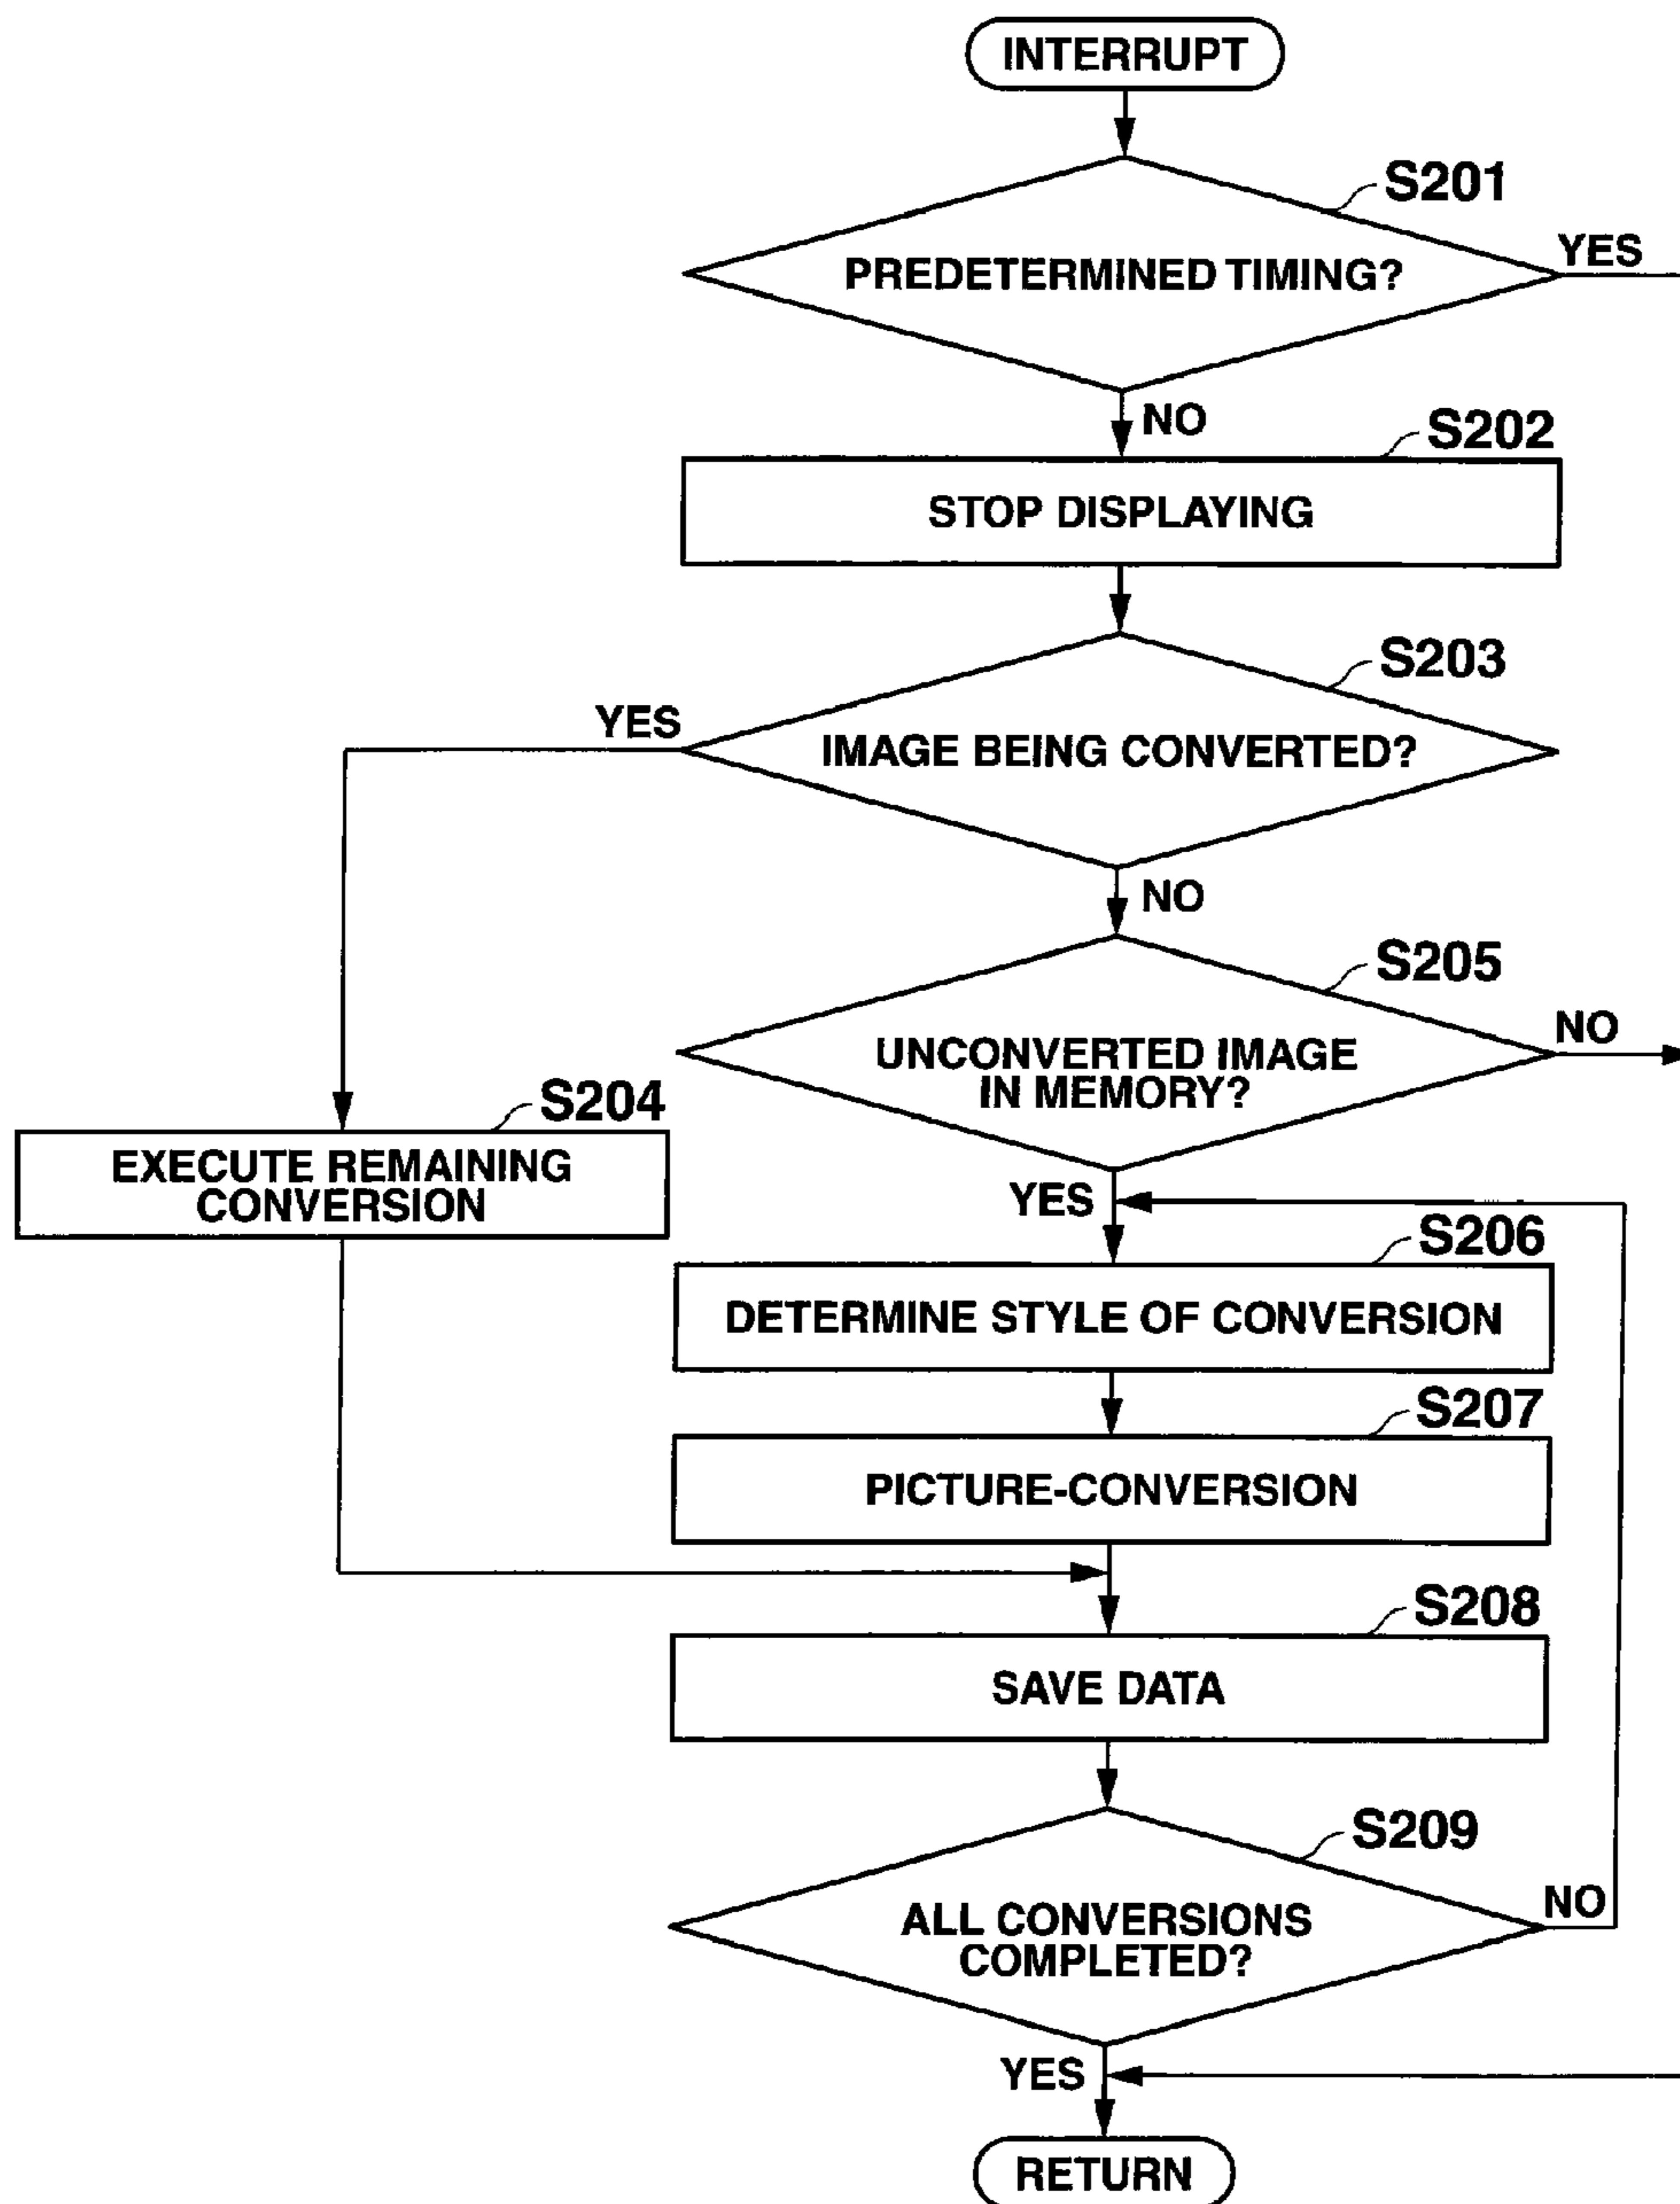 INTERRUPT
S201
PREDETERMINED TIMING?
YES
NO
S202
STOP DISPLAYING
S203
YES
IMAGE BEING CONVERTED?
NO
S205
UNCONVERTED IMAGE
IN MEMORY?
NO
S204
EXECUTE REMAINING
CONVERSION
YES
S206
DETERMINE STYLE OF CONVERSION
S207
PICTURE-CONVERSION
S208
SAVE DATA
S209
ALL CONVERSIONS
COMPLETED?
NO
YES
RETURN